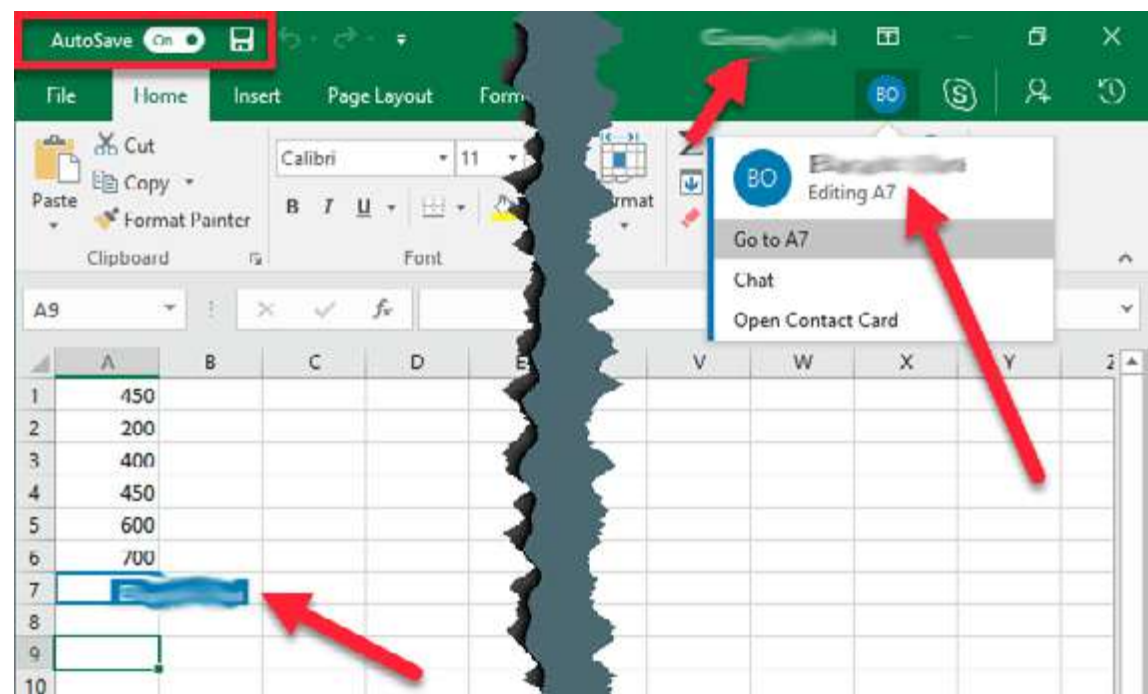 AutoSave On
File Home Insert Page Layout Form
BO
Cut
Copy
Paste
Format Painter
Clipboard
Calibri 11
B I U
Font
rmat
BO
Editing A7
Go to A7
Chat
Open Contact Card
A9 fx
A B C D E V W X Y Z
1 450
2 200
3 400
4 450
5 600
6 700
7
8
9
10